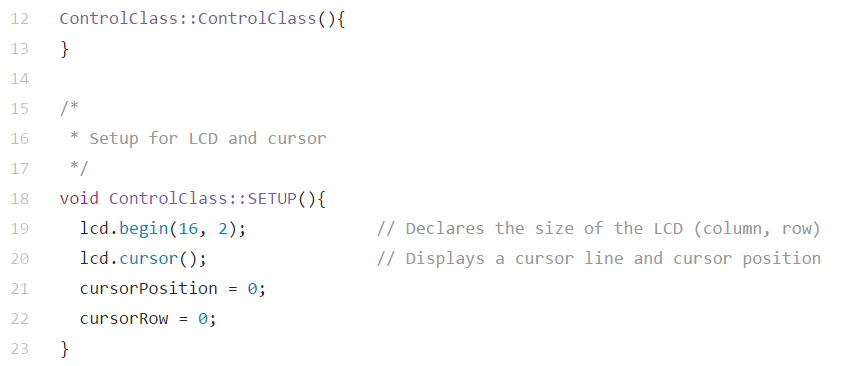 12 ControlClass::ControlClass(){
13 }
14
15 /*
16  * Setup for LCD and cursor
17  */
18 void ControlClass::SETUP(){
19   lcd.begin(16, 2);             // Declares the size of the LCD (column, row)
20   lcd.cursor();                 // Displays a cursor line and cursor position
21   cursorPosition = 0;
22   cursorRow = 0;
23 }